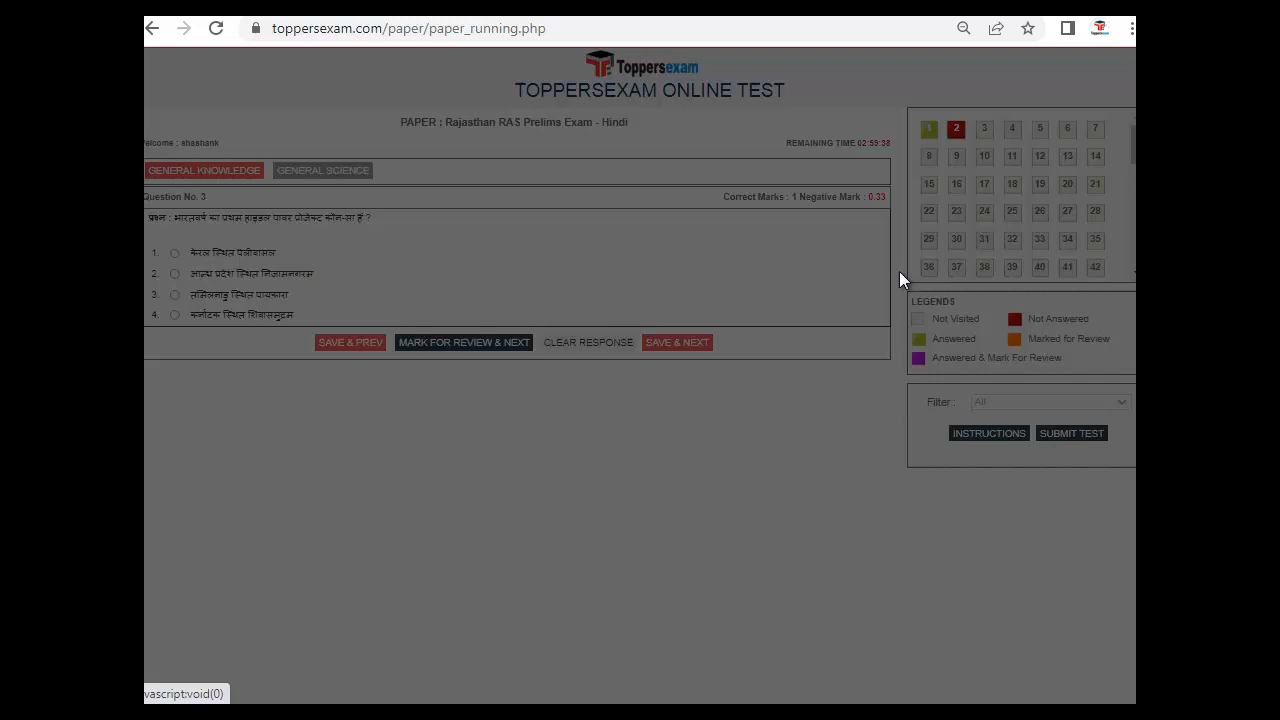 toppersexam.com/paper/paper_running.php
Toppersexam
TOPPERSEXAM ONLINE TEST
PAPER : Rajasthan RAS Prelims Exam - Hindi
elcome : shashank
REMAINING TIME 02:59:38
GENERAL KNOWLEDGE GENERAL SCIENCE
Question No. 3
Correct Marks : 1 Negative Mark : 0.33
प्रश्न : भारतवर्ष का प्रथम हाइडल पावर प्रोजेक्ट कौन-सा हैं ?
1. केरल स्थित पल्लीवासल
2. आन्ध्र प्रदेश स्थित निजामनगरम
3. तमिलनाडु स्थित पायकारा
4. कर्नाटक स्थित शिवासमुद्रम
SAVE & PREV MARK FOR REVIEW & NEXT CLEAR RESPONSE SAVE & NEXT
1 2 3 4 5 6 7
8 9 10 11 12 13 14
15 16 17 18 19 20 21
22 23 24 25 26 27 28
29 30 31 32 33 34 35
36 37 38 39 40 41 42
LEGENDS
Not Visited Not Answered
Answered Marked for Review
Answered & Mark For Review
Filter : All
INSTRUCTIONS SUBMIT TEST
vascript:void(0)